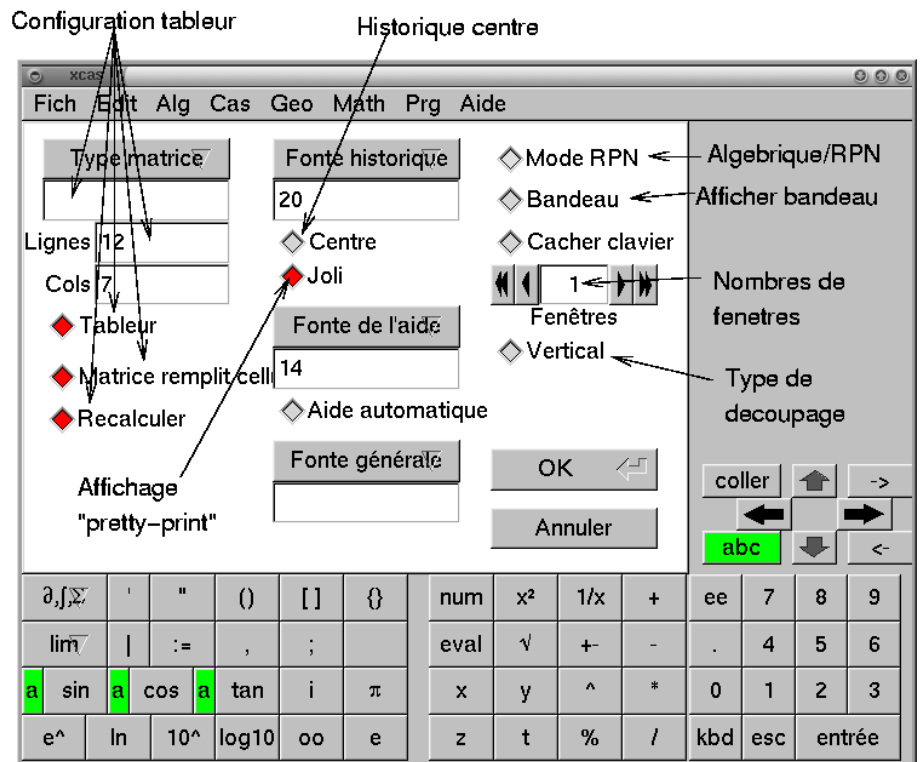 Configuration tableur
Historique centre
xcas
Fich Edit Alg Cas Geo Math Prg Aide
Type matrice
Fonte historique
Mode RPN
Algebrique/RPN
20
Bandeau
Afficher bandeau
Lignes 12
Centre
Cacher clavier
Cols 7
Joli
1
Nombres de
fenetres
Tableur
Fonte de l'aide
Fenêtres
Matrice remplit cellu
14
Vertical
Type de
decoupage
Recalculer
Aide automatique
Affichage
"pretty-print"
Fonte générale
OK
Annuler
coller ->
abc <-
∂,∫,Σ, ' " () [ ] {} num x² 1/x + ee 7 8 9
lim | := , ; eval √ +- - . 4 5 6
a sin a cos a tan i π x y ^ * 0 1 2 3
e^ ln 10^ log10 oo e z t % / kbd esc entrée